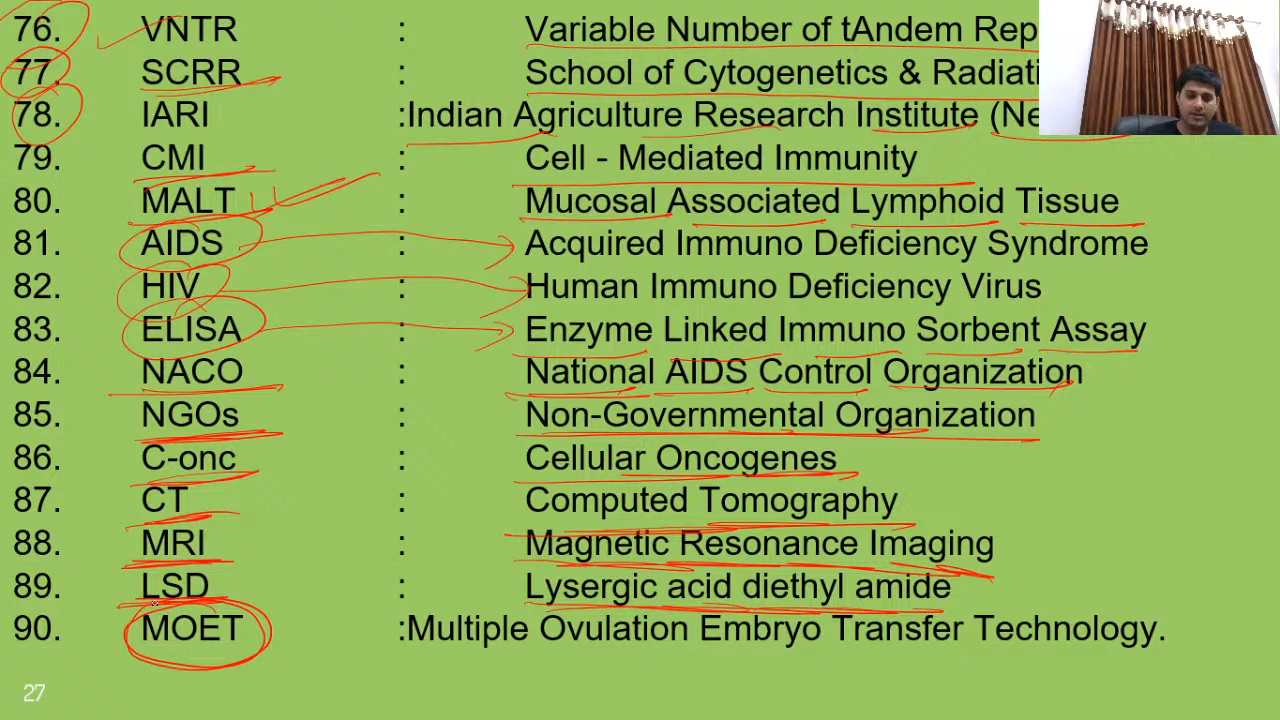 76. VNTR : Variable Number of tAndem Rep
77. SCRR : School of Cytogenetics & Radiati
78. IARI :Indian Agriculture Research Institute (Ne
79. CMI : Cell - Mediated Immunity
80. MALT : Mucosal Associated Lymphoid Tissue
81. AIDS : Acquired Immuno Deficiency Syndrome
82. HIV : Human Immuno Deficiency Virus
83. ELISA : Enzyme Linked Immuno Sorbent Assay
84. NACO : National AIDS Control Organization
85. NGOs : Non-Governmental Organization
86. C-onc : Cellular Oncogenes
87. CT : Computed Tomography
88. MRI : Magnetic Resonance Imaging
89. LSD : Lysergic acid diethyl amide
90. MOET :Multiple Ovulation Embryo Transfer Technology.
27